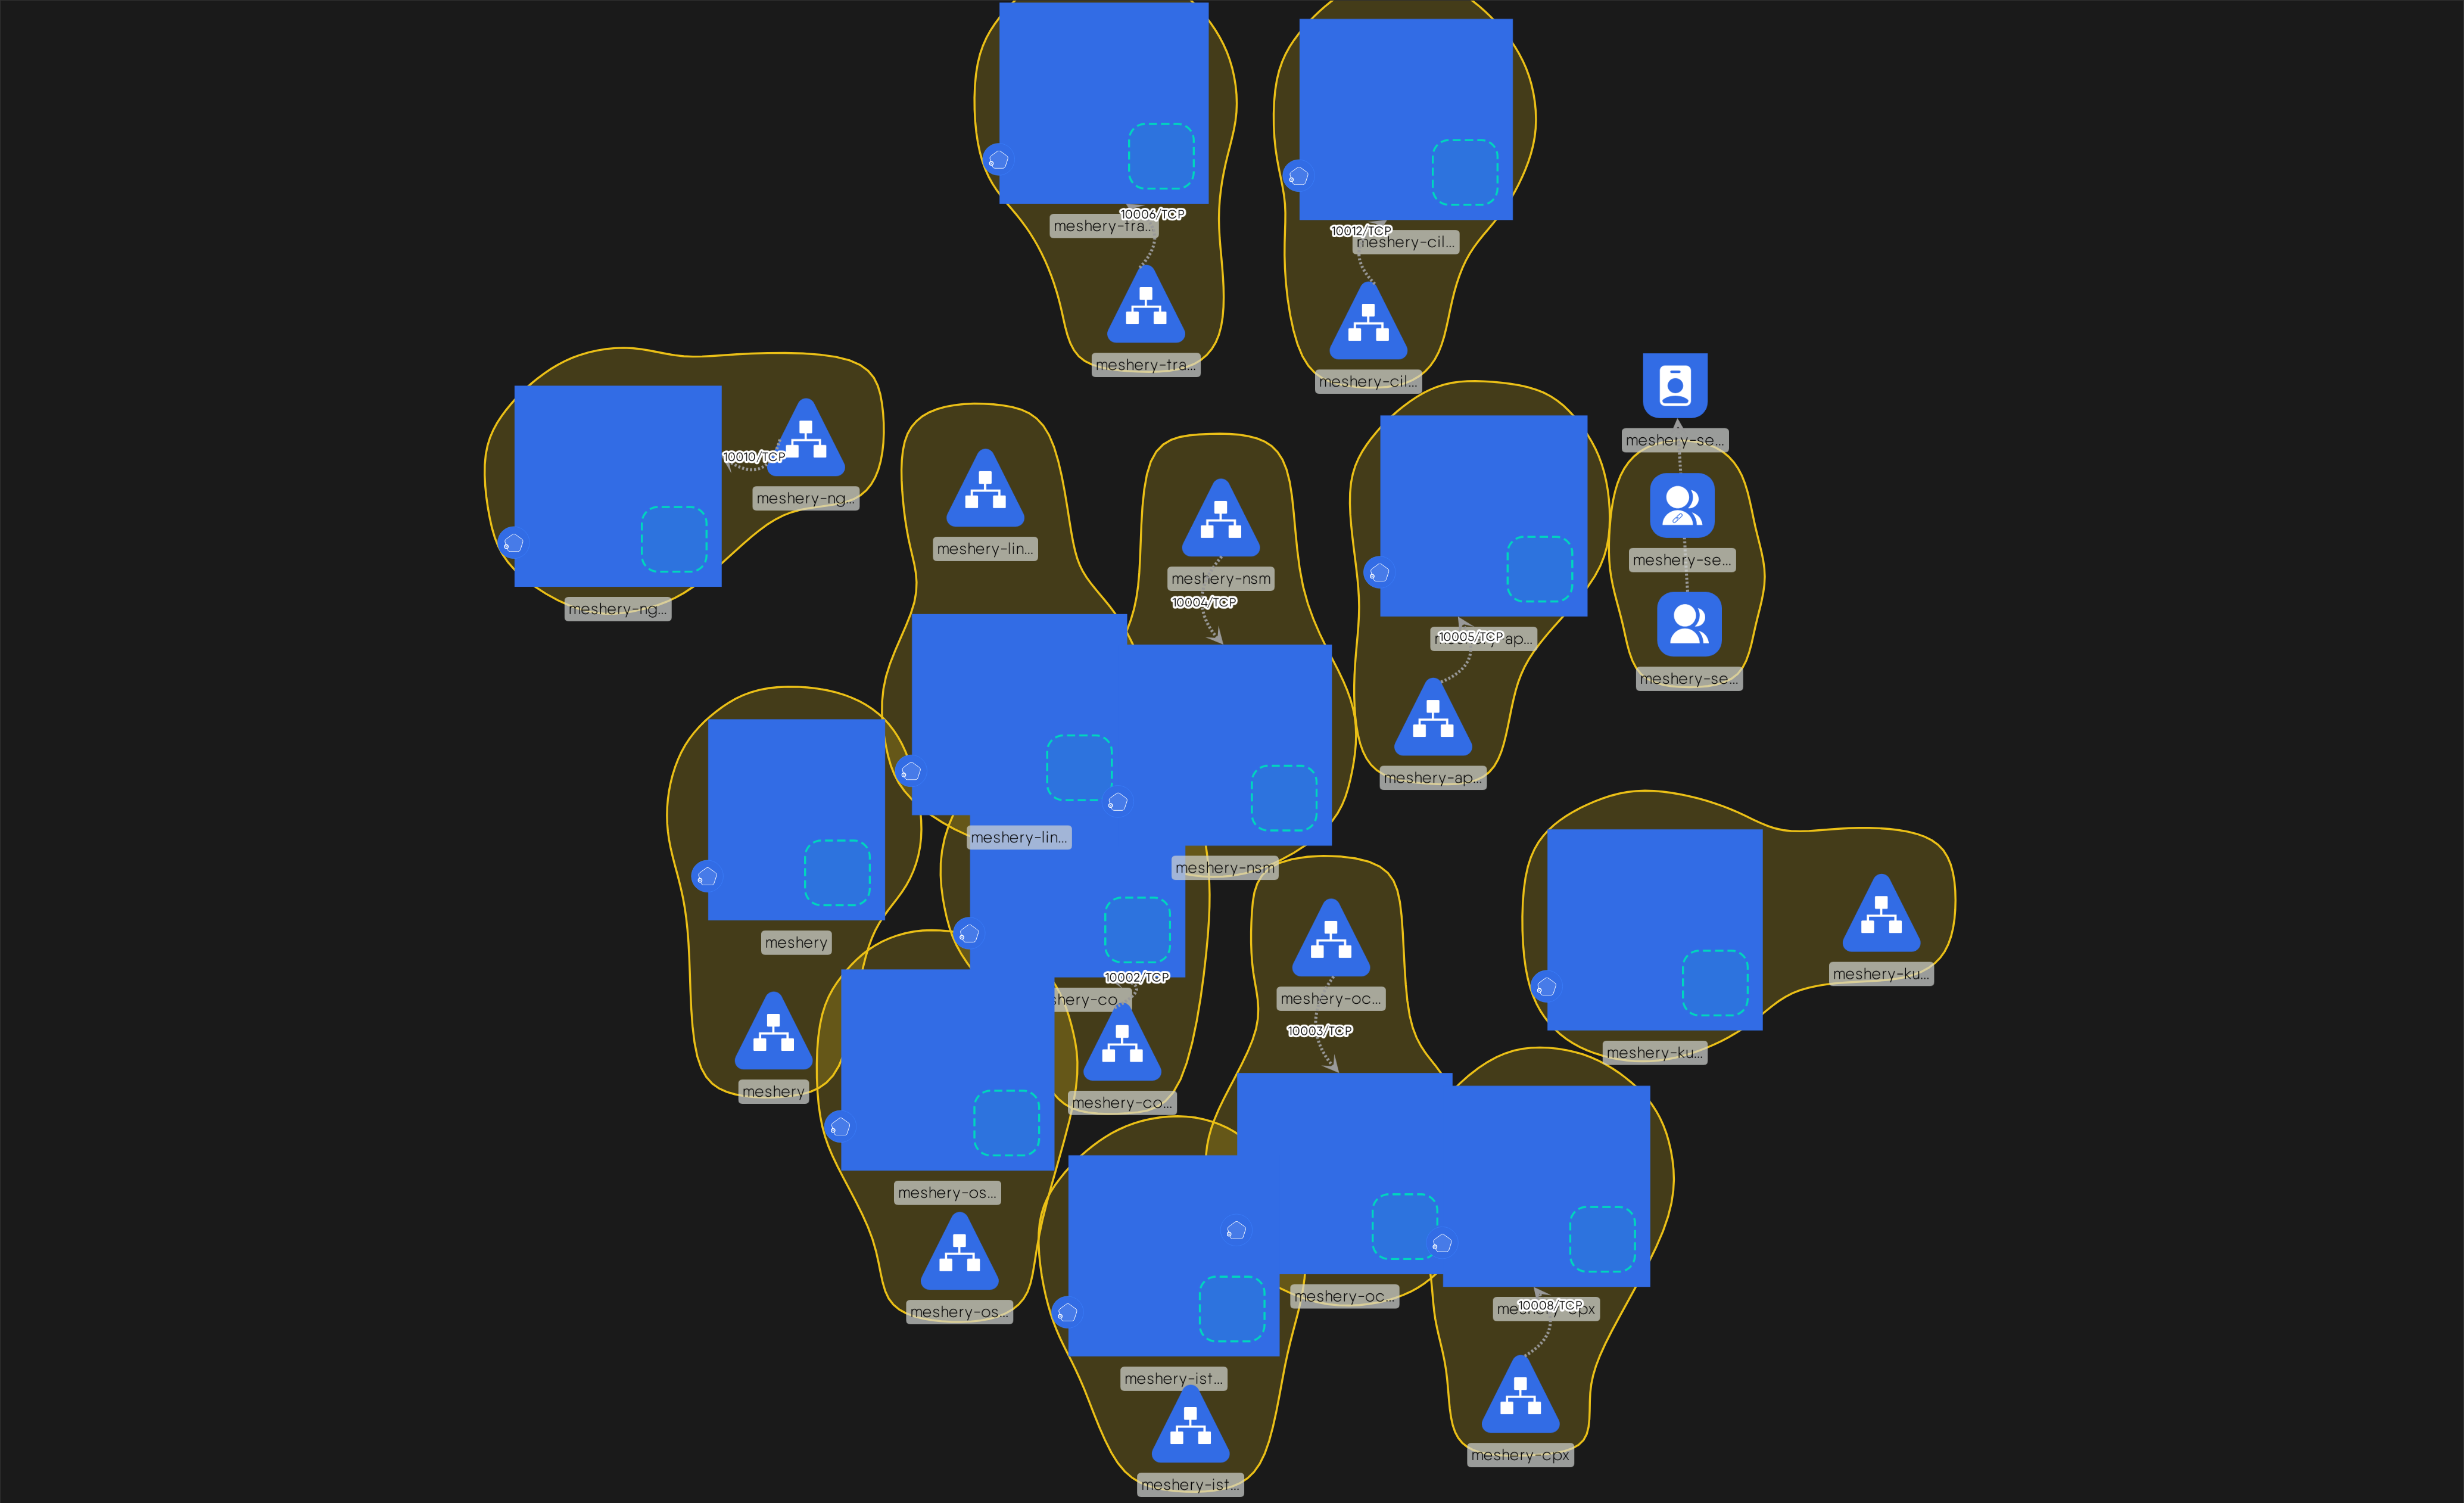 10006/TCP
meshery-tra...
meshery-tra...
10012/TCP
meshery-cil...
meshery-cil...
10010/TCP
meshery-ng...
meshery-ng...
meshery-lin...
meshery-nsm
10004/TCP
meshery-se...
meshery-se...
meshery-se...
10005/TCP
meshery-ap...
meshery-lin...
meshery-nsm
meshery
meshery
10002/TCP
meshery-co...
meshery-oc...
10003/TCP
meshery-ku...
meshery-ku...
meshery-os...
meshery-os...
meshery-oc...
10008/TCP
meshery-ist...
meshery-ist...
meshery-cpx